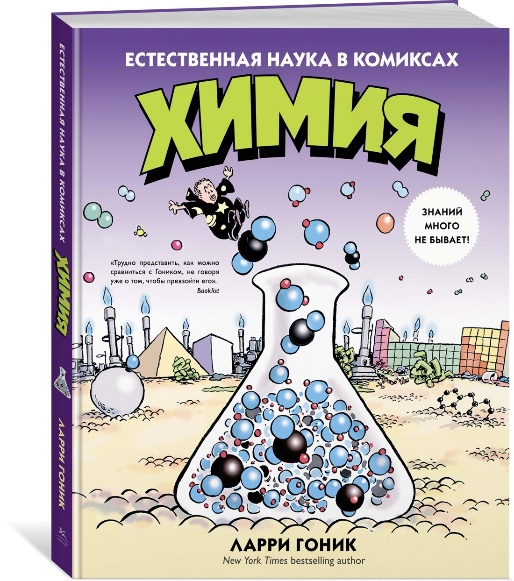 ЕСТЕСТВЕННАЯ НАУКА В КОМИКСАХ
ХИМИЯ
ЗНАНИЙ
МНОГО
НЕ БЫВАЕТ!
«Трудно представить, как можно
сравниться с Гоником, не говоря
уже о том, чтобы превзойти его».
Booklist
ЛАРРИ ГОНИК
New York Times bestselling author
ЕСТЕСТВЕННАЯ НАУКА В КОМИКСАХ
ХИМИЯ
ЛАРРИ ГОНИК